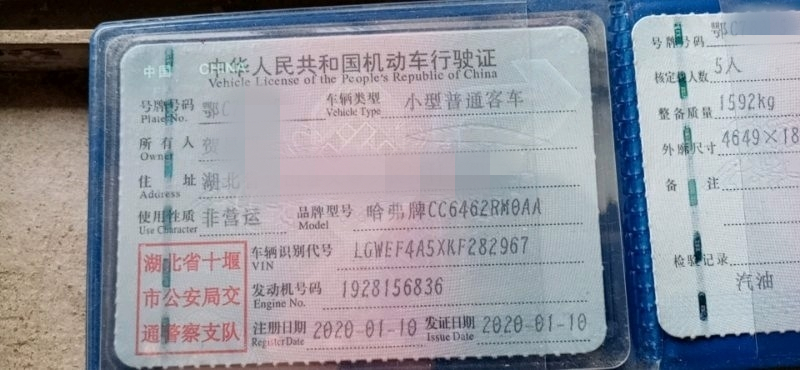 中国 CHINA
中华人民共和国机动车行驶证
Vehicle License of the People's Republic of China
号牌号码 鄂C 车辆类型 小型普通客车
Plate No. Vehicle Type
所有人 贺
Owner
住址 湖北
Address
使用性质 非营运 品牌型号 哈弗牌CC6462RM0AA
Use Character Model
湖北省十堰
市公安局交
通警察支队
车辆识别代号 LGWEF4A5XKF282967
VIN
发动机号码 1928156836
Engine No.
注册日期 2020-01-10 发证日期 2020-01-10
Register Date Issue Date
号牌号码 鄂C
核定载人数 5人
整备质量 1592kg
外廓尺寸 4649×18
备注
检验记录
汽油